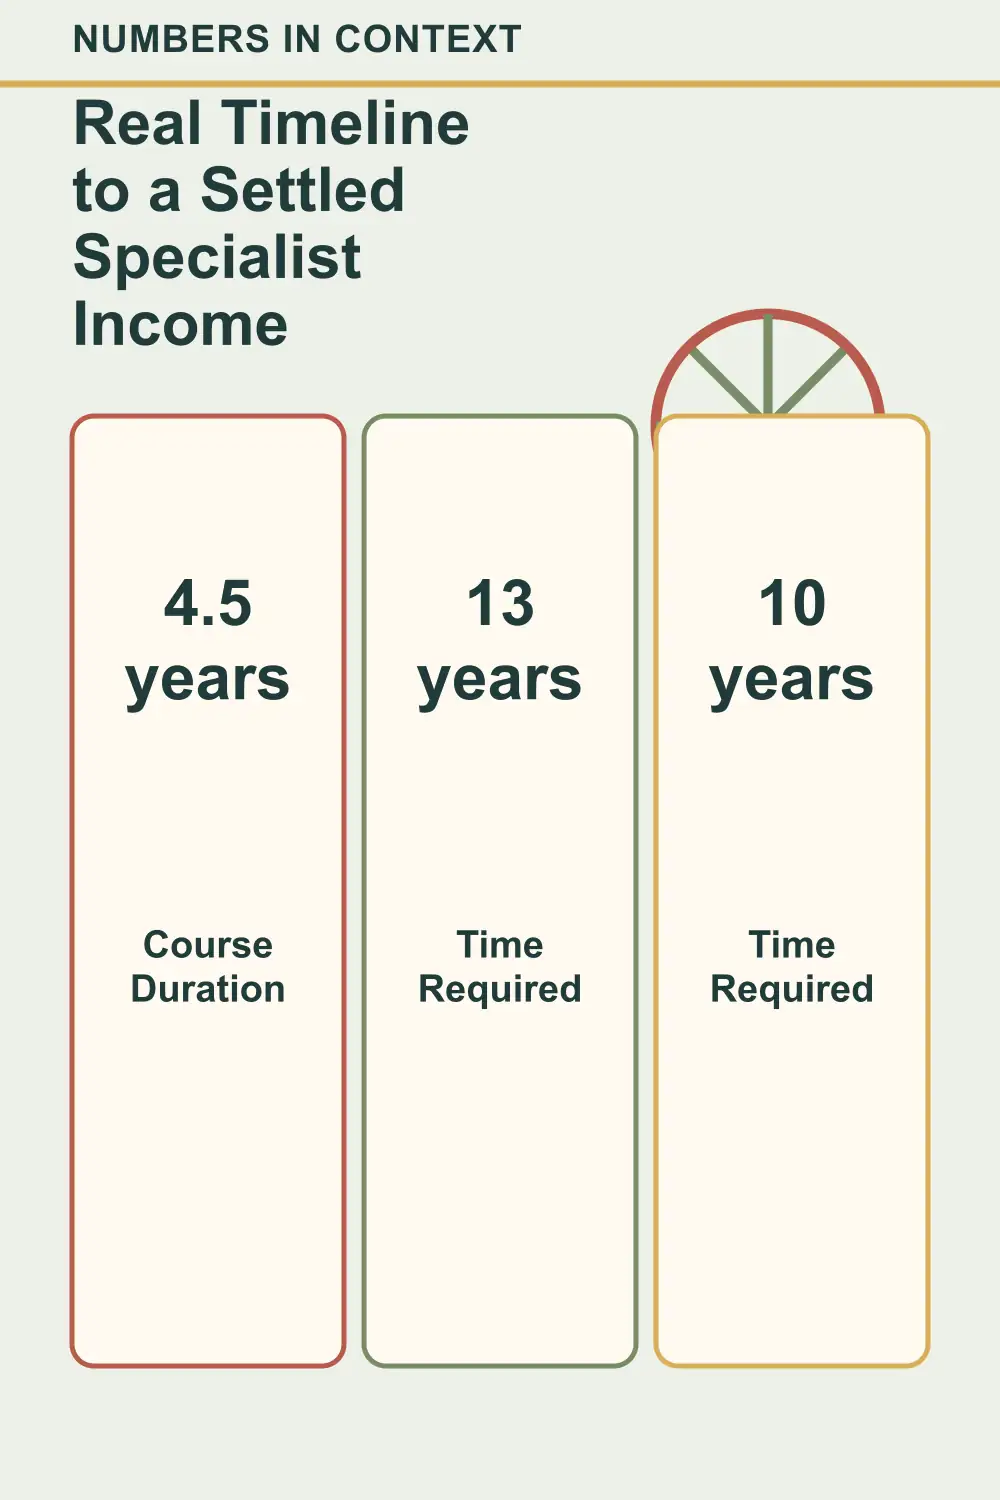 NUMBERS IN CONTEXT
Real Timeline
to a Settled
Specialist
Income
4.5
years
Course
Duration
13
years
Time
Required
10
years
Time
Required